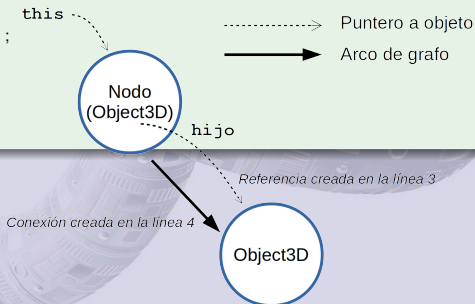 this
;
Puntero a objeto
Arco de grafo
Nodo
(Object3D)
hijo
Referencia creada en la línea 3
Conexión creada en la línea 4
Object3D